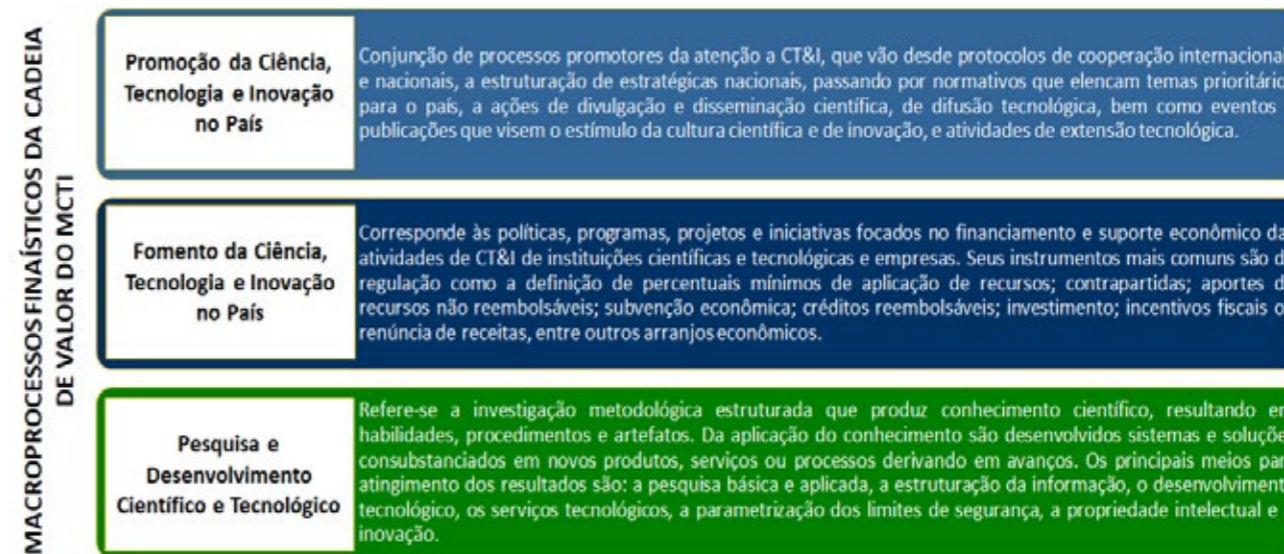 MACROPROCESSOS FINAÍSTICOS DA CADEIA
DE VALOR DO MCTI
Promoção da Ciência,
Tecnologia e Inovação
no País
Conjunção de processos promotores da atenção a CT&I, que vão desde protocolos de cooperação internacionai
e nacionais, a estruturação de estratégicas nacionais, passando por normativos que elencam temas prioritário
para o país, a ações de divulgação e disseminação científica, de difusão tecnológica, bem como eventos
publicações que visem o estímulo da cultura científica e de inovação, e atividades de extensão tecnológica.
Fomento da Ciência,
Tecnologia e Inovação
no País
Corresponde às políticas, programas, projetos e iniciativas focados no financiamento e suporte econômico da
atividades de CT&I de instituições científicas e tecnológicas e empresas. Seus instrumentos mais comuns são d
regulação como a definição de percentuais mínimos de aplicação de recursos; contrapartidas; aportes d
recursos não reembolsáveis; subvenção econômica; créditos reembolsáveis; investimento; incentivos fiscais o
renúncia de receitas, entre outros arranjos econômicos.
Pesquisa e
Desenvolvimento
Científico e Tecnológico
Refere-se a investigação metodológica estruturada que produz conhecimento científico, resultando e
habilidades, procedimentos e artefatos. Da aplicação do conhecimento são desenvolvidos sistemas e soluçõe
consubstanciados em novos produtos, serviços ou processos derivando em avanços. Os principais meios par
atingimento dos resultados são: a pesquisa básica e aplicada, a estruturação da informação, o desenvolviment
tecnológico, os serviços tecnológicos, a parametrização dos limites de segurança, a propriedade intelectual e
inovação.